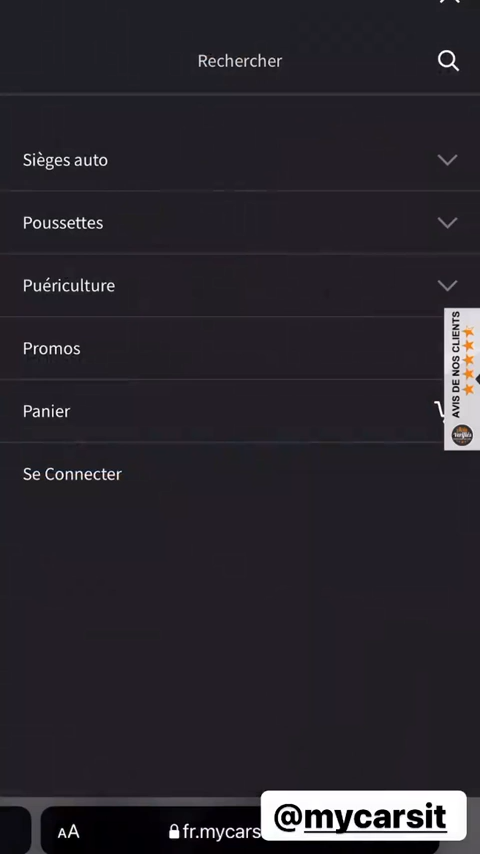 Rechercher
Sièges auto
Poussettes
Puériculture
Promos
AVIS DE NOS CLIENTS
Panier
Se Connecter
@mycarsit
AA
fr.mycars